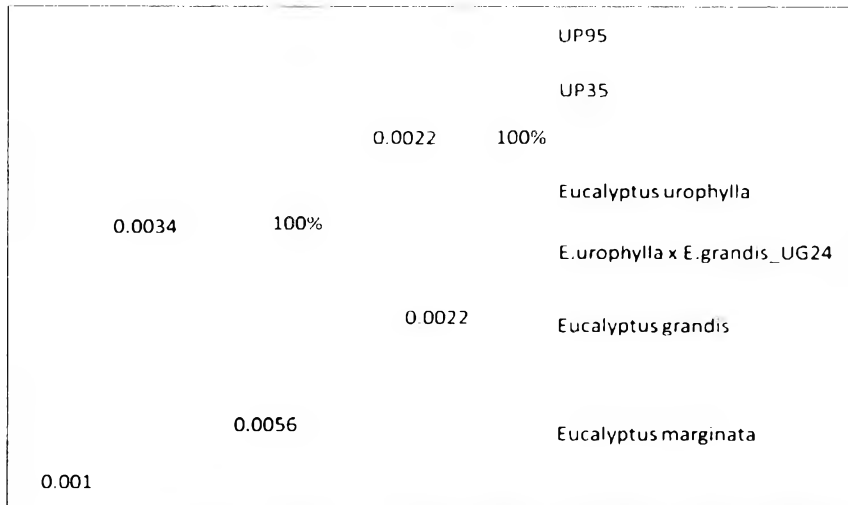 UP95
UP35
0.0022 100%
Eucalyptus urophylla
0.0034 100%
E.urophylla x E.grandis_UG24
0.0022
Eucalyptus grandis
0.0056
Eucalyptus marginata
0.001